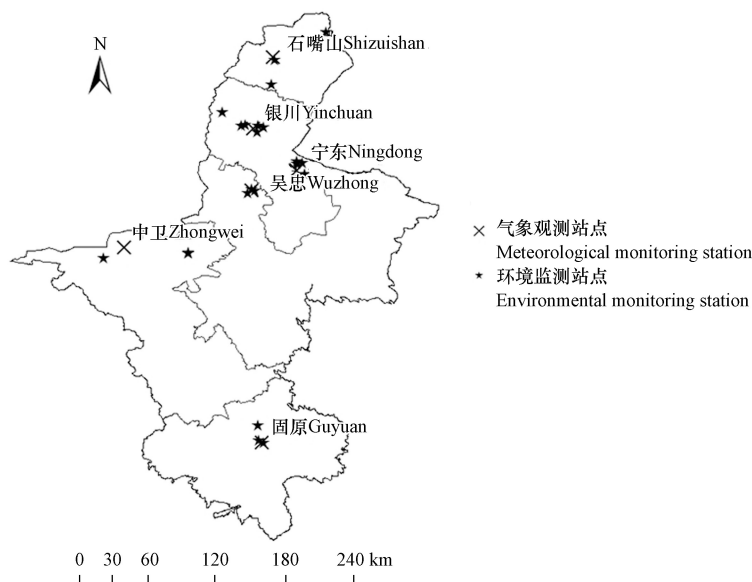 N
石嘴山Shizuishan
银川Yinchuan
宁东Ningdong
吴忠Wuzhong
中卫Zhongwei
气象观测站点
Meteorological monitoring station
环境监测站点
Environmental monitoring station
固原Guyuan
0 30 60 120 180 240 km